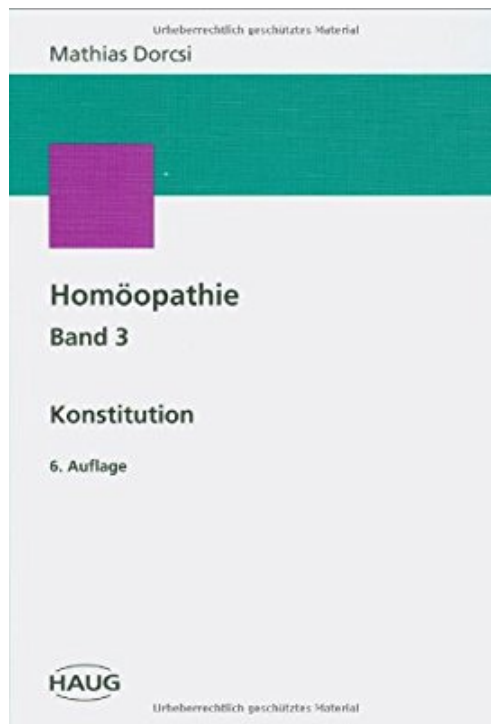 Urheberrechtlich geschütztes Material
Mathias Dorcsi
Homöopathie
Band 3
Konstitution
6. Auflage
HAUG
Urheberrechtlich geschütztes Material